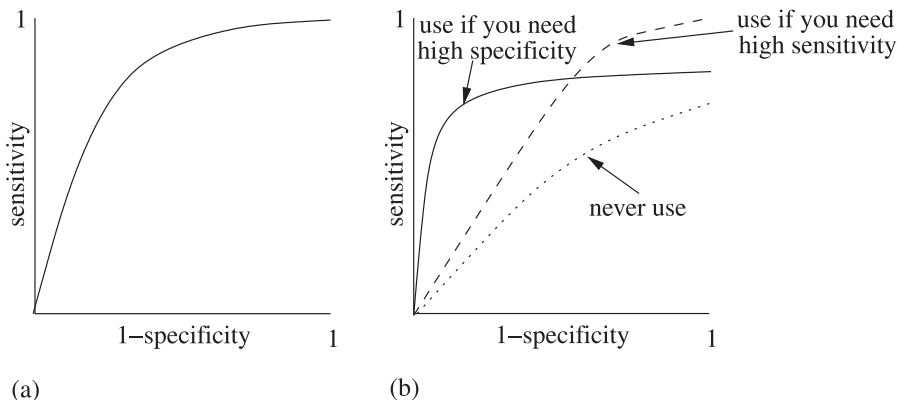 1
sensitivity
1−specificity
1
(a)
1
use if you need
high specificity
use if you need
high sensitivity
sensitivity
never use
1−specificity
1
(b)